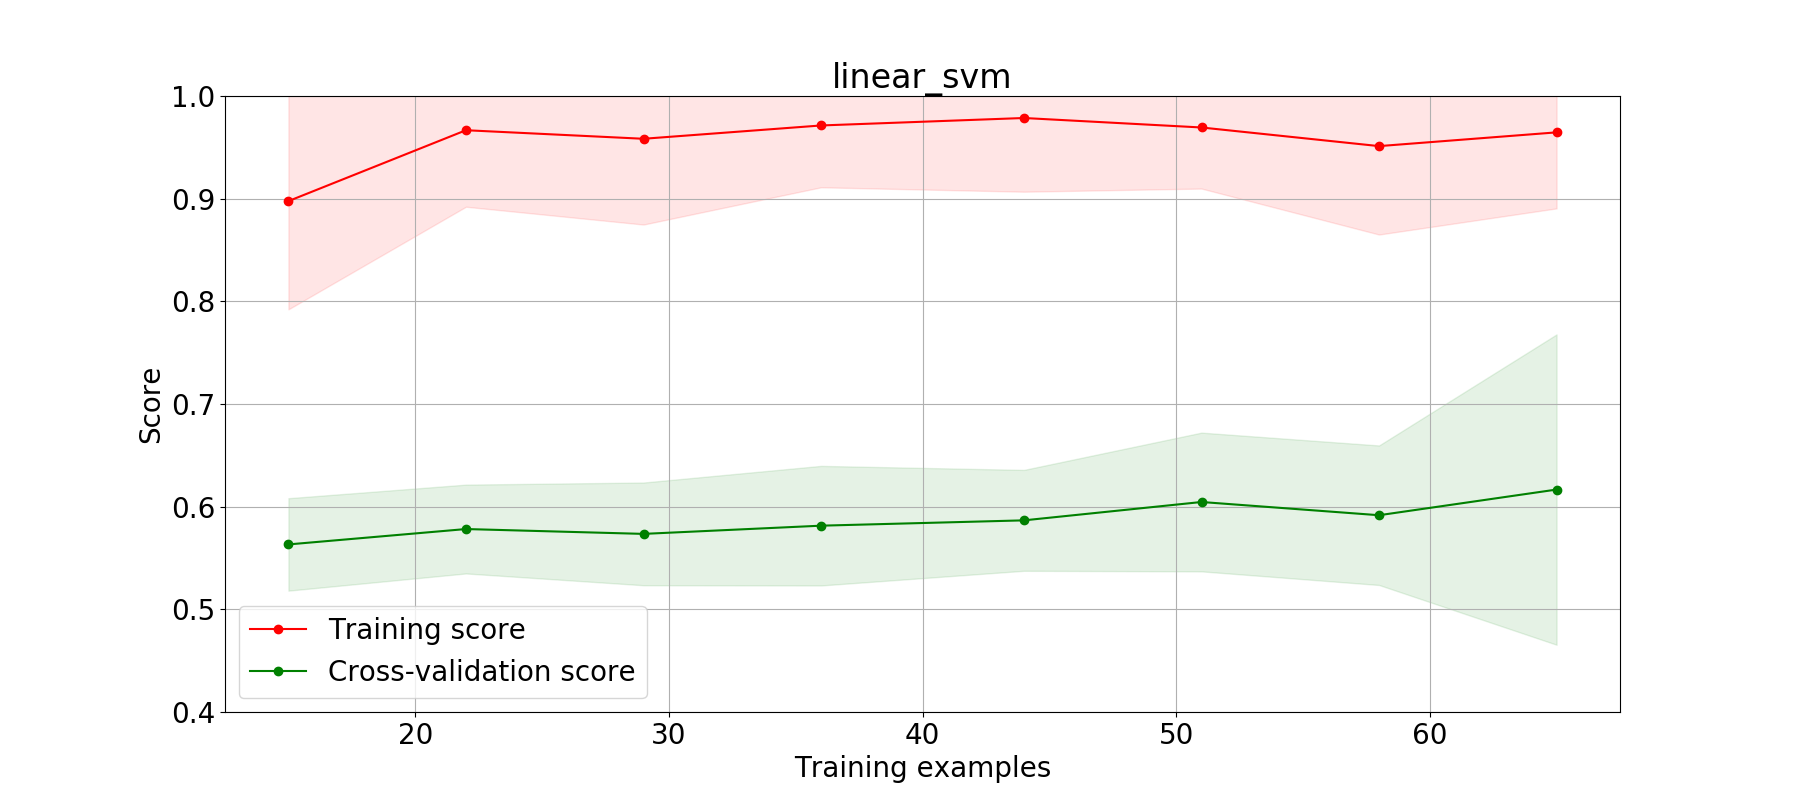 linear_svm
1.0
0.9
0.8
0.7
0.6
0.5
0.4
Score
Training score
Cross-validation score
20 30 40 50 60
Training examples